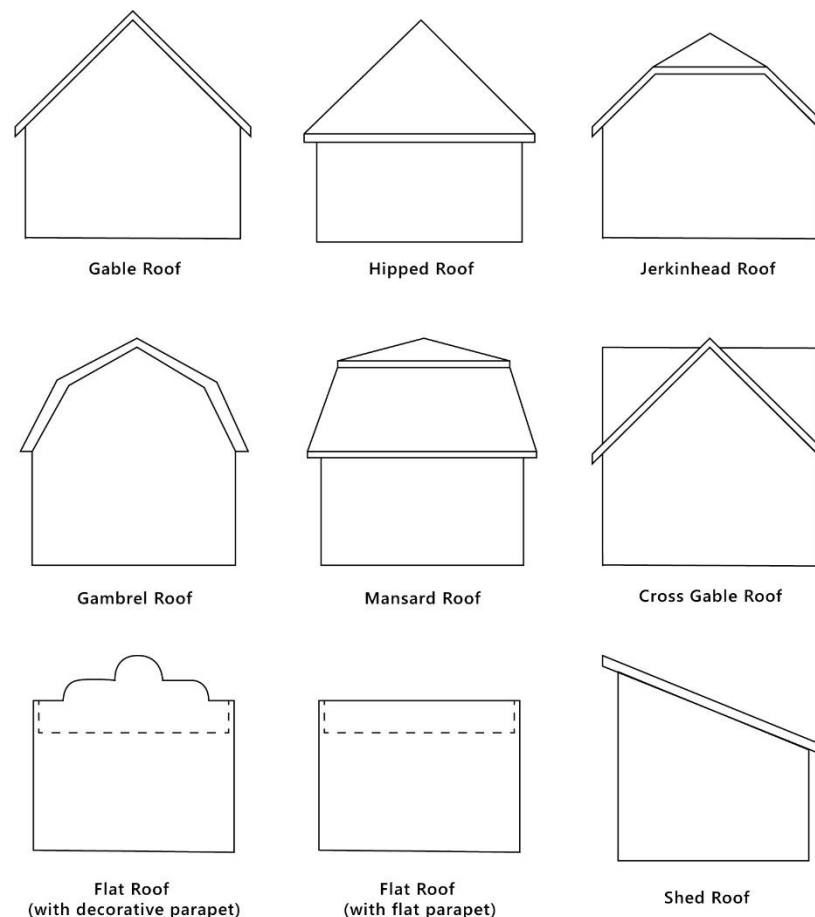 Gable Roof
Hipped Roof
Jerkinhead Roof
Gambrel Roof
Mansard Roof
Cross Gable Roof
Flat Roof
(with decorative parapet)
Flat Roof
(with flat parapet)
Shed Roof